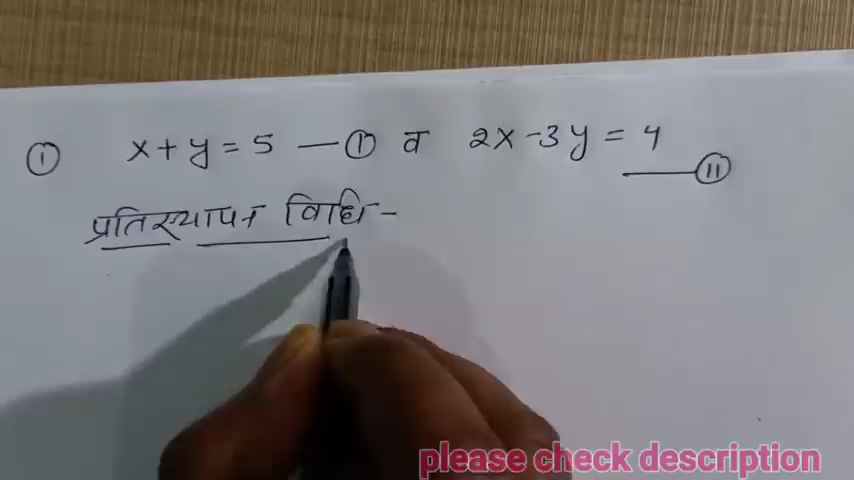 ① x + y = 5 — ① व 2x - 3y = 4
— ⑪
प्रतिस्थापन विधि -
please check description